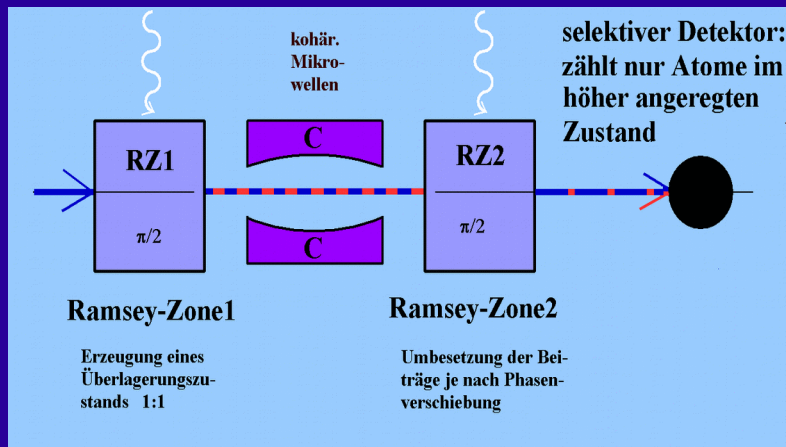 kohär.
Mikro-
wellen
selektiver Detektor:
zählt nur Atome im
höher angeregten
Zustand
RZ1
π/2
C
C
RZ2
π/2
Ramsey-Zone1
Ramsey-Zone2
Erzeugung eines
Überlagerungszu-
stands 1:1
Umbesetzung der Bei-
träge je nach Phasen-
verschiebung